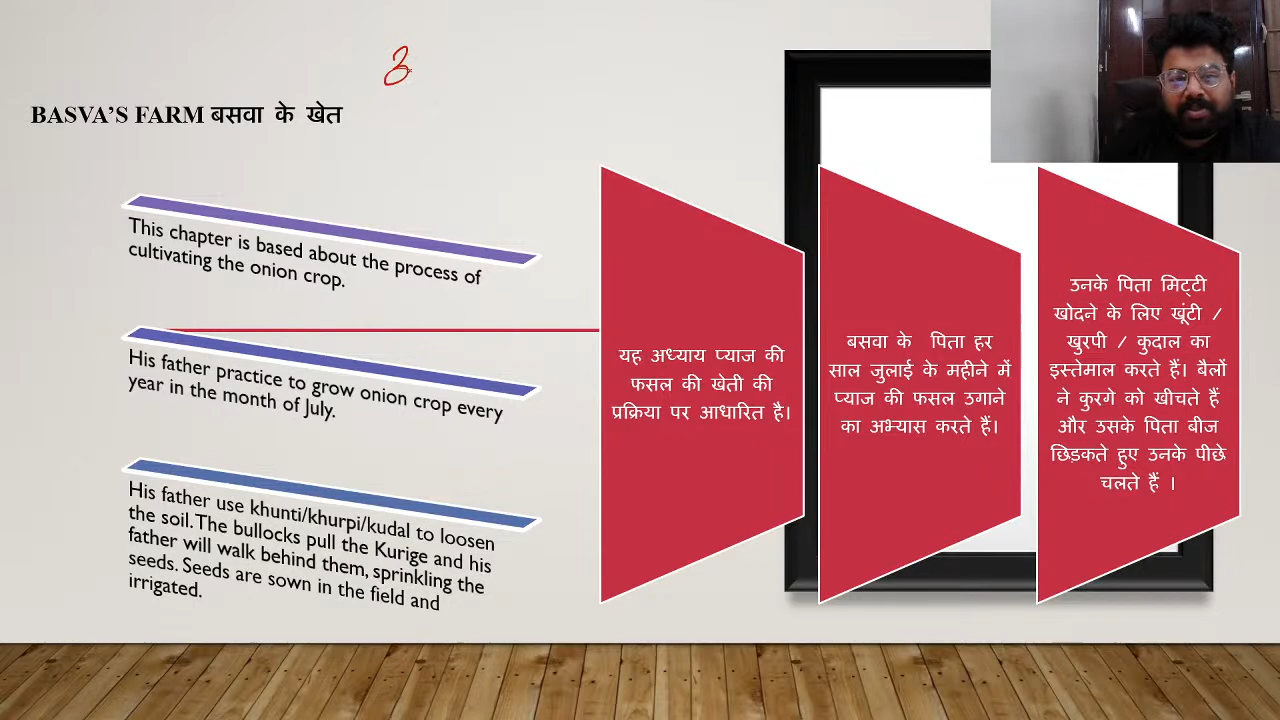 8
BASVA'S FARM बसवा के खेत
This chapter is based about the process of
cultivating the onion crop.
His father practice to grow onion crop every
year in the month of July.
His father use khunti/khurpi/kudal to loosen
the soil.The bullocks pull the Kurige and his
father will walk behind them, sprinkling the
seeds. Seeds are sown in the field and
irrigated.
यह अध्याय प्याज की
फसल की खेती की
प्रक्रिया पर आधारित है।
बसवा के पिता हर
साल जुलाई के महीने में
प्याज की फसल उगाने
का अभ्यास करते हैं।
उनके पिता मिट्टी
खोदने के लिए खूंटी /
खुरपी / कुदाल का
इस्तेमाल करते हैं। बैलों
ने कुरगे को खीचते हैं
और उसके पिता बीज
छिड़कते हुए उनके पीछे
चलते हैं ।